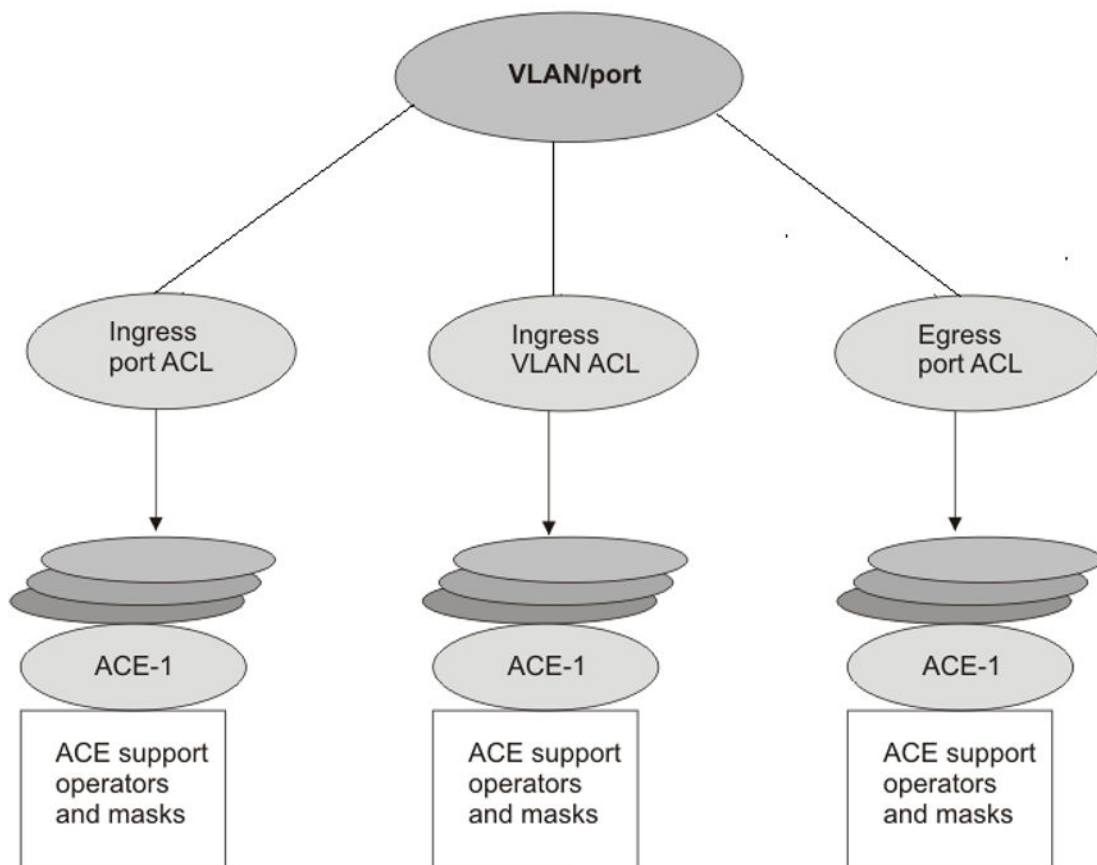 VLAN/port
Ingress
port ACL
Ingress
VLAN ACL
Egress
port ACL
ACE-1
ACE-1
ACE-1
ACE support
operators
and masks
ACE support
operators
and masks
ACE support
operators
and masks